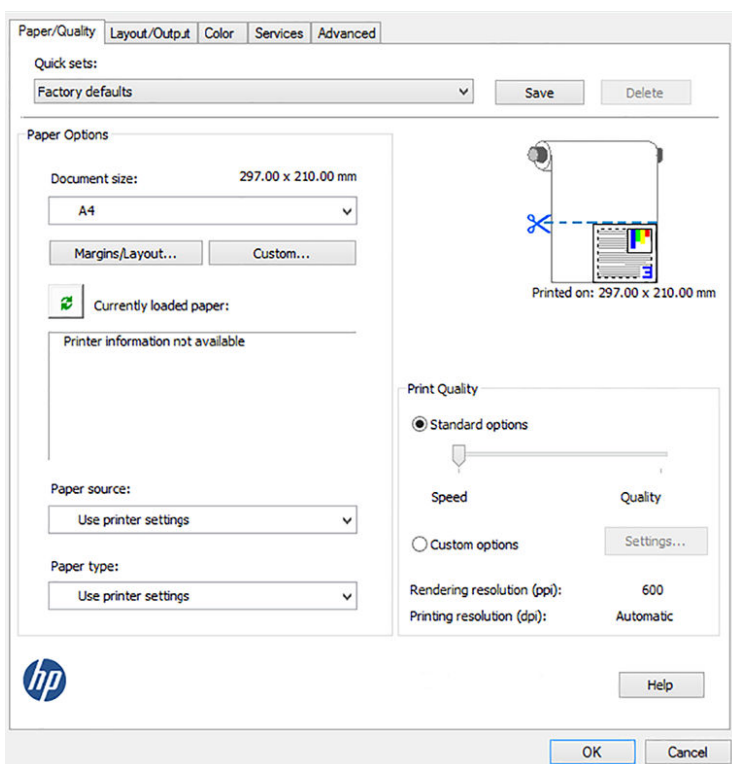 Paper/Quality Layout/Output Color Services Advanced
Quick sets:
Factory defaults Save Delete
Paper Options
Document size: 297.00 x 210.00 mm
A4
Margins/Layout... Custom...
Currently loaded paper:
Printer information not available
Paper source:
Use printer settings
Paper type:
Use printer settings
3
Printed on: 297.00 x 210.00 mm
Print Quality
Standard options
Speed Quality
Custom options Settings...
Rendering resolution (ppi): 600
Printing resolution (dpi): Automatic
hp
Help
OK Cancel